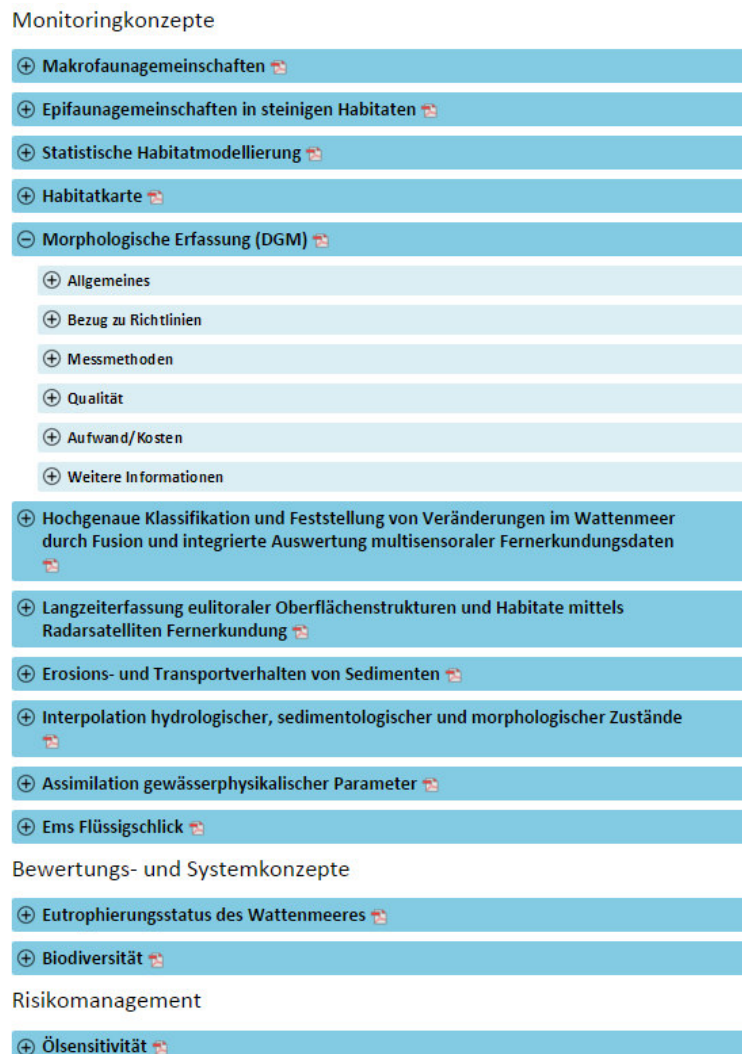 Monitoringkonzepte
Makrofaunagemeinschaften
Epifaunagemeinschaften in steinigen Habitaten
Statistische Habitatmodellierung
Habitatkarte
Morphologische Erfassung (DGM)
Allgemeines
Bezug zu Richtlinien
Messmethoden
Qualität
Aufwand/Kosten
Weitere Informationen
Hochgenaue Klassifikation und Feststellung von Veränderungen im Wattenmeer
durch Fusion und integrierte Auswertung multisensoraler Fernerkundungsdaten
Langzeiterfassung eulitoraler Oberflächenstrukturen und Habitate mittels
Radarsatelliten Fernerkundung
Erosions- und Transportverhalten von Sedimenten
Interpolation hydrologischer, sedimentologischer und morphologischer Zustände
Assimilation gewässerphysikalischer Parameter
Ems Flüssigschlick
Bewertungs- und Systemkonzepte
Eutrophierungsstatus des Wattenmeeres
Biodiversität
Risikomanagement
Ölsensitivität